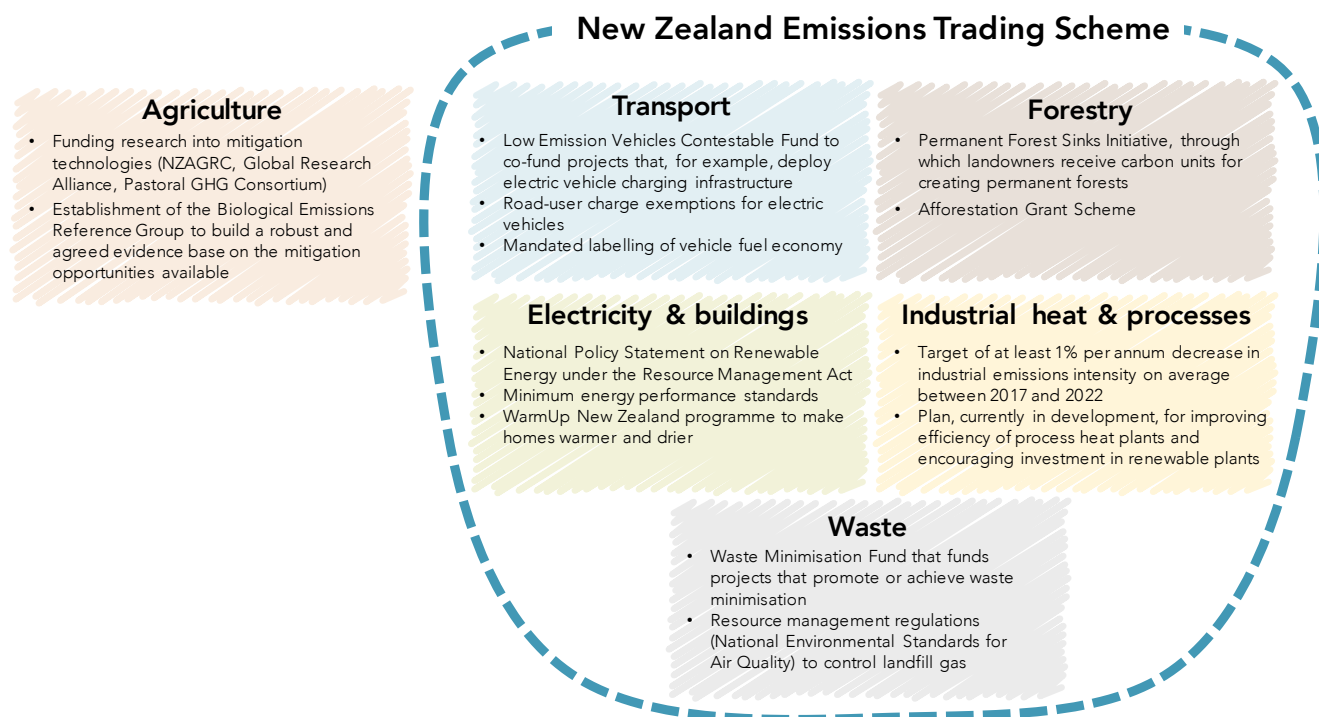 New Zealand Emissions Trading Scheme
Agriculture
• Funding research into mitigation
technologies (NZAGRC, Global Research
Alliance, Pastoral GHG Consortium)
• Establishment of the Biological Emissions
Reference Group to build a robust and
agreed evidence base on the mitigation
opportunities available
Transport
• Low Emission Vehicles Contestable Fund to
co-fund projects that, for example, deploy
electric vehicle charging infrastructure
• Road-user charge exemptions for electric
vehicles
• Mandated labelling of vehicle fuel economy
Forestry
• Permanent Forest Sinks Initiative, through
which landowners receive carbon units for
creating permanent forests
• Afforestation Grant Scheme
Electricity & buildings
• National Policy Statement on Renewable
Energy under the Resource Management Act
• Minimum energy performance standards
• WarmUp New Zealand programme to make
homes warmer and drier
Industrial heat & processes
• Target of at least 1% per annum decrease in
industrial emissions intensity on average
between 2017 and 2022
• Plan, currently in development, for improving
efficiency of process heat plants and
encouraging investment in renewable plants
Waste
• Waste Minimisation Fund that funds
projects that promote or achieve waste
minimisation
• Resource management regulations
(National Environmental Standards for
Air Quality) to control landfill gas